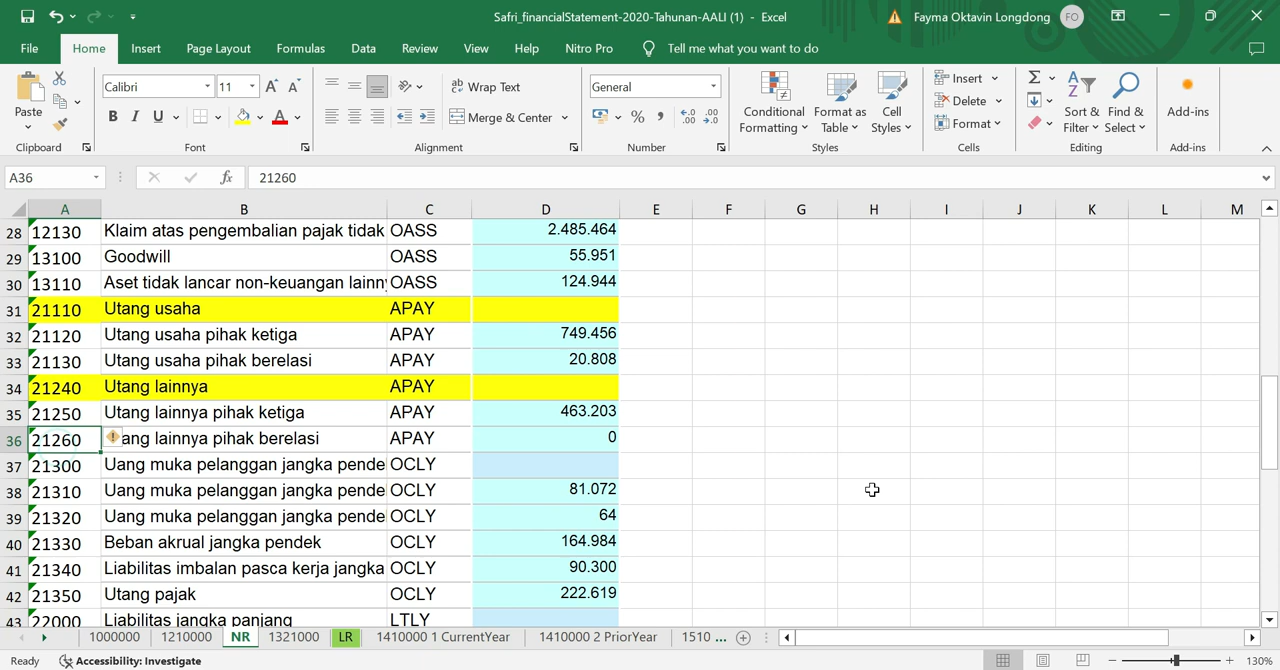 Safri_financialStatement-2020-Tahunan-AALI (1) - Excel
Fayma Oktavin Longdong FO
File Home Insert Page Layout Formulas Data Review View Help Nitro Pro Tell me what you want to do
Paste
Clipboard
Calibri 11
B I U
Font
Wrap Text
Merge & Center
Alignment
General
% ,
Number
Conditional Formatting
Format as Table
Cell Styles
Styles
Insert
Delete
Format
Cells
Sort & Filter
Find & Select
Editing
Add-ins
Add-ins
A36 fx 21260
A B C D E F G H I J K L M
28 12130 Klaim atas pengembalian pajak tidak OASS 2.485.464
29 13100 Goodwill OASS 55.951
30 13110 Aset tidak lancar non-keuangan lainn OASS 124.944
31 21110 Utang usaha APAY
32 21120 Utang usaha pihak ketiga APAY 749.456
33 21130 Utang usaha pihak berelasi APAY 20.808
34 21240 Utang lainnya APAY
35 21250 Utang lainnya pihak ketiga APAY 463.203
36 21260 ang lainnya pihak berelasi APAY 0
37 21300 Uang muka pelanggan jangka pende OCLY
38 21310 Uang muka pelanggan jangka pende OCLY 81.072
39 21320 Uang muka pelanggan jangka pende OCLY 64
40 21330 Beban akrual jangka pendek OCLY 164.984
41 21340 Liabilitas imbalan pasca kerja jangka OCLY 90.300
42 21350 Utang pajak OCLY 222.619
43 22000 Liabilitas jangka panjang LTLY
1000000 1210000 NR 1321000 LR 1410000 1 CurrentYear 1410000 2 PriorYear 1510 ...
Ready Accessibility: Investigate 130%